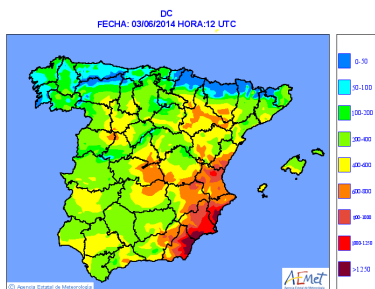 DC
FECHA: 03/06/2014 HORA:12 UTC
0-50
50-100
100-200
200-400
400-600
600-800
800-1000
1000-1250
>1250
AEMet
© Agencia Estatal de Meteorología